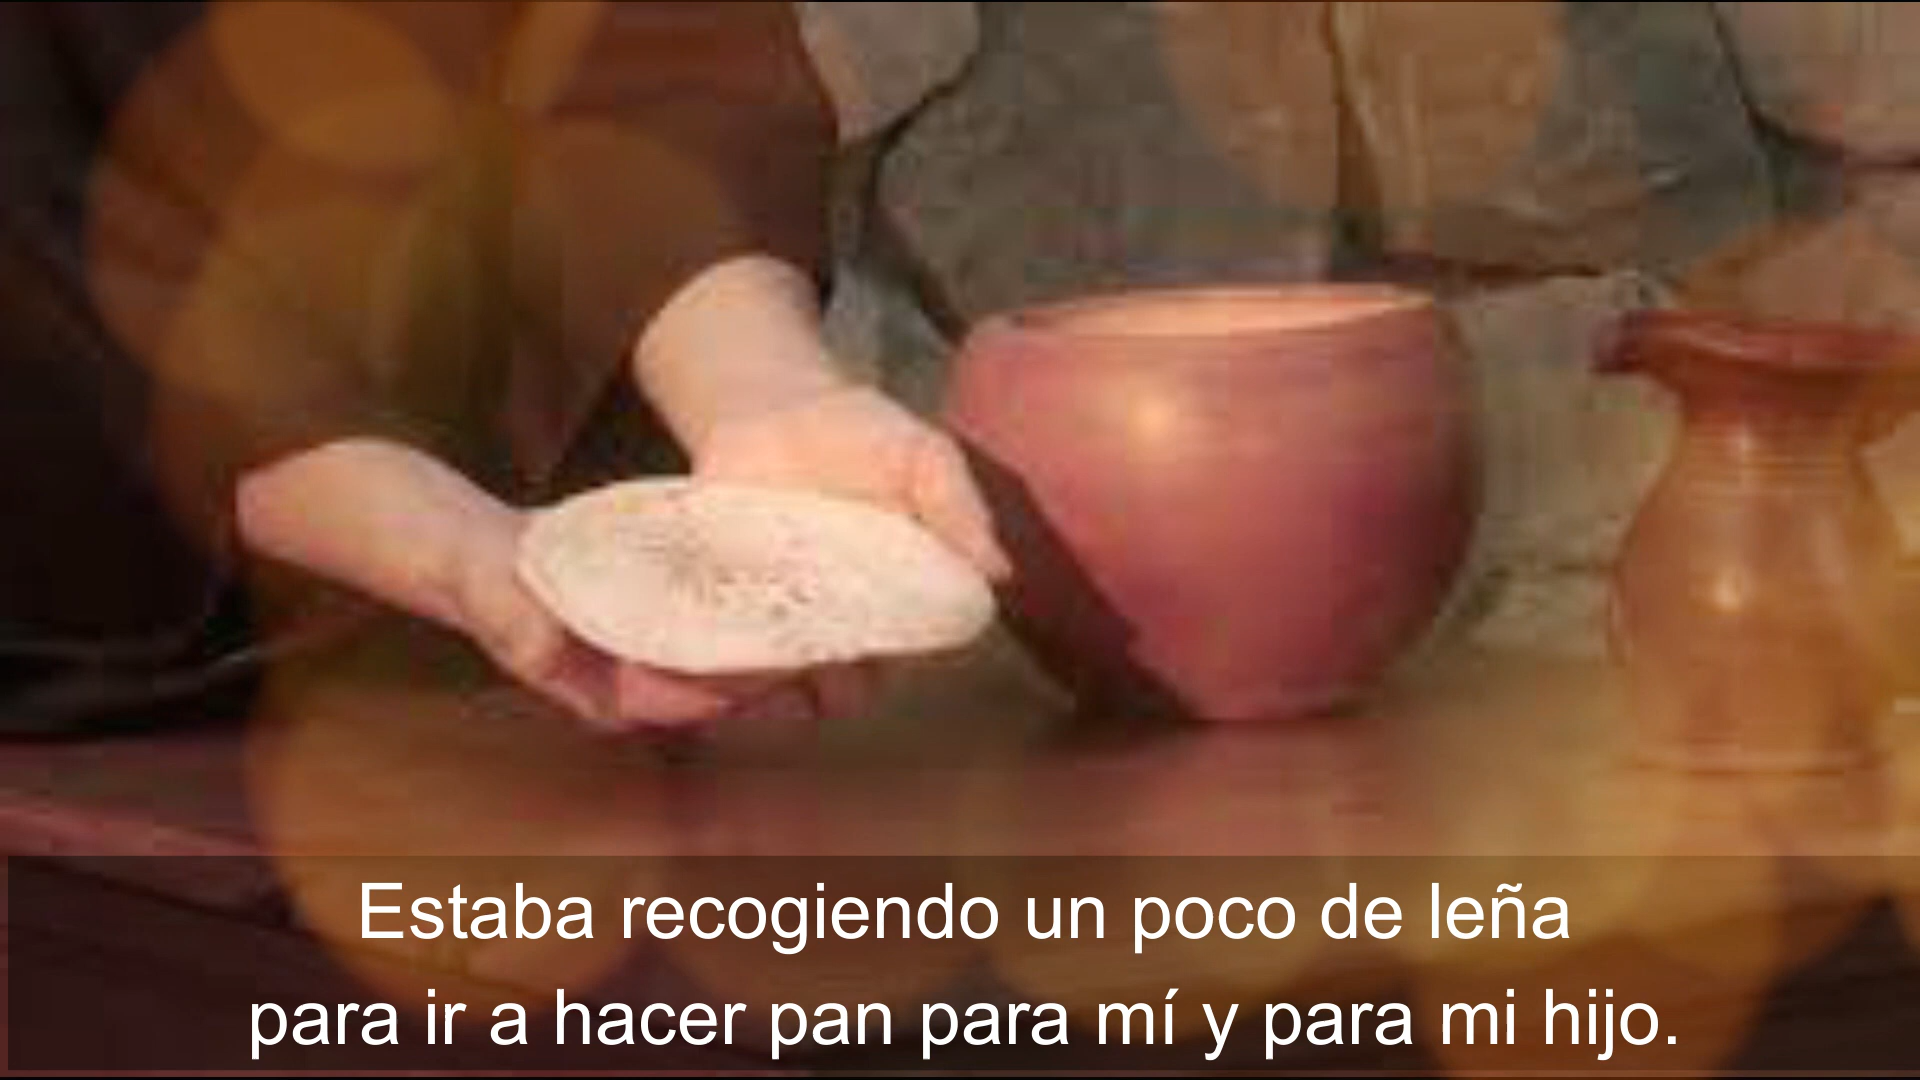 Estaba recogiendo un poco de leña
para ir a hacer pan para mí y para mi hijo.